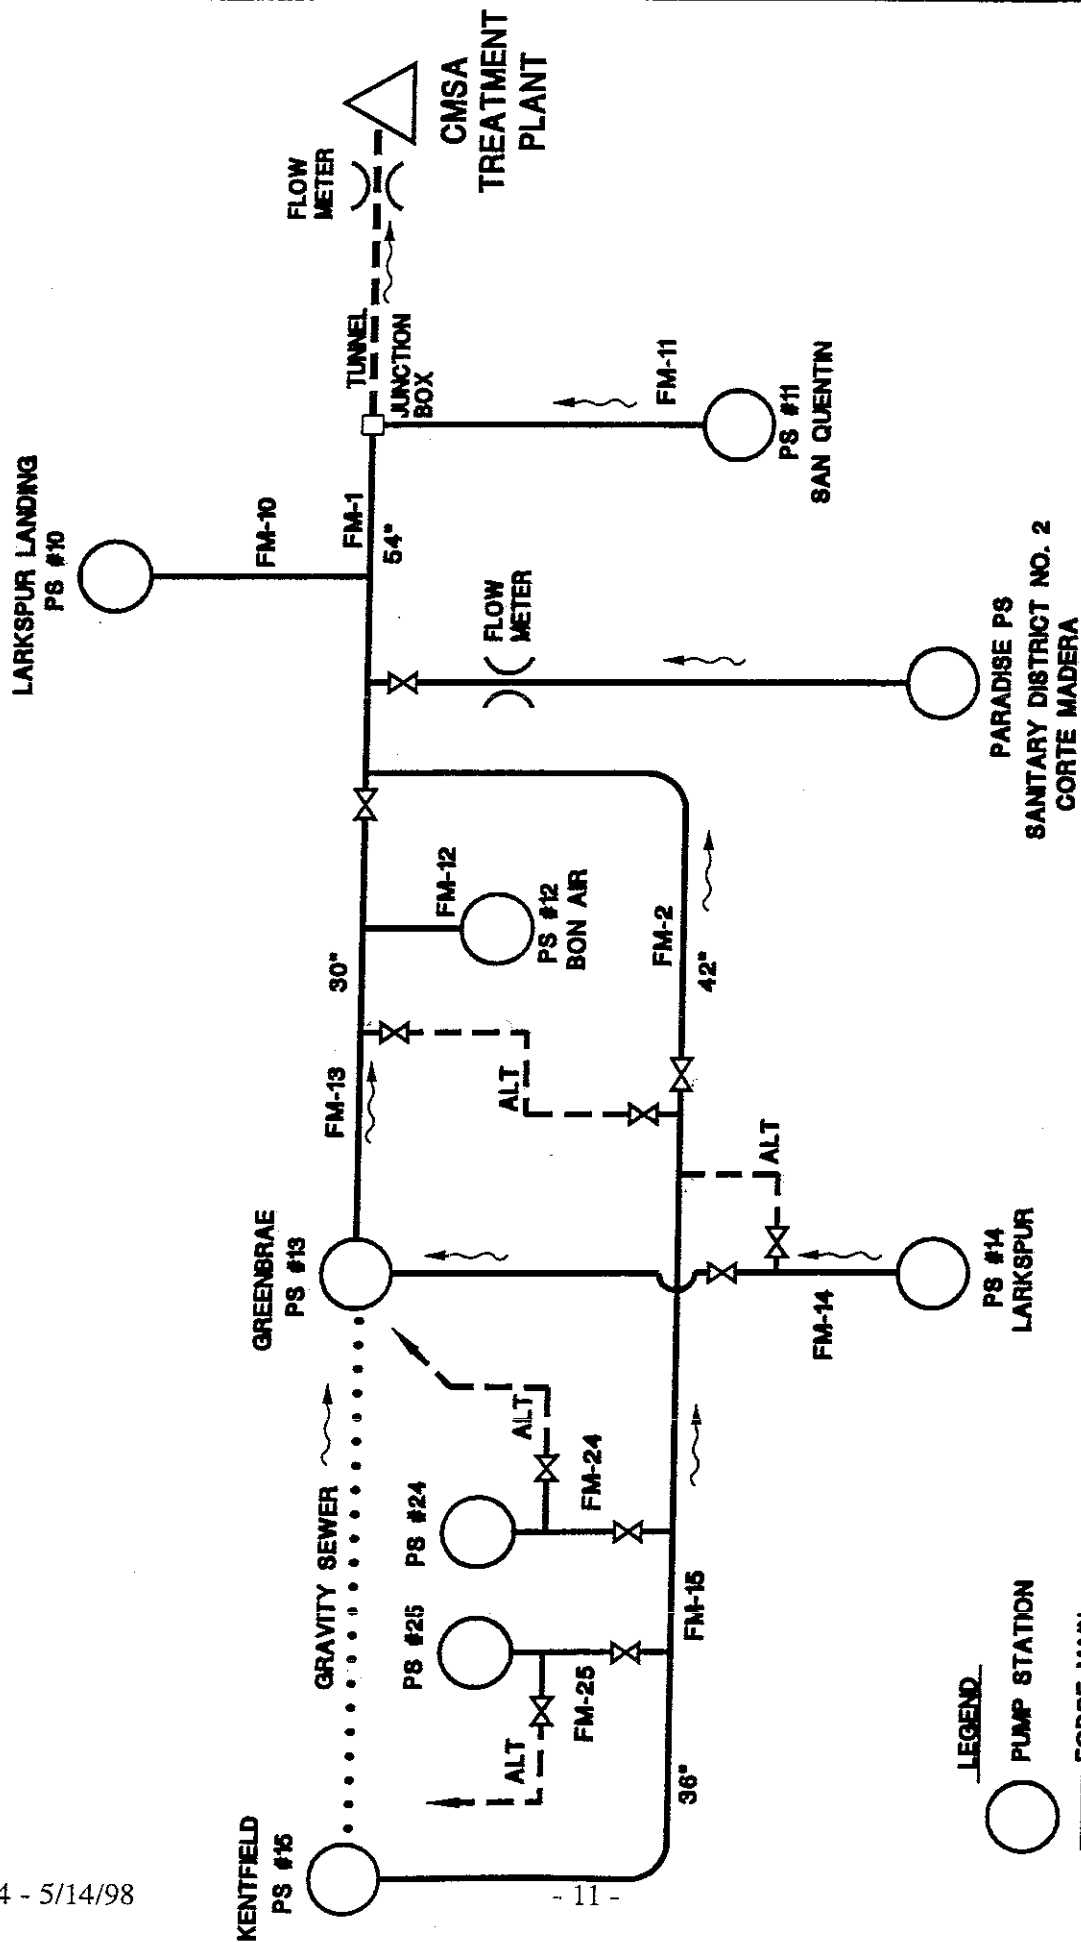 LARKSPUR LANDING
PS #10
FM-10
FM-1
54"
TUNNEL
JUNCTION
BOX
FLOW
METER
CMSA
TREATMENT
PLANT
FM-11
PS #11
SAN QUENTIN
FLOW
METER
PARADISE PS
SANITARY DISTRICT NO. 2
CORTE MADERA
30"
FM-12
PS #12
BON AIR
FM-13
ALT
FM-2
42"
GREENBRAE
PS #13
ALT
FM-14
PS #14
LARKSPUR
GRAVITY SEWER
ALT
PS #24
FM-24
PS #25
FM-25
ALT
FM-15
36"
KENTFIELD
PS #15
LEGEND
PUMP STATION
FORCE MAIN
4 - 5/14/98
- 11 -